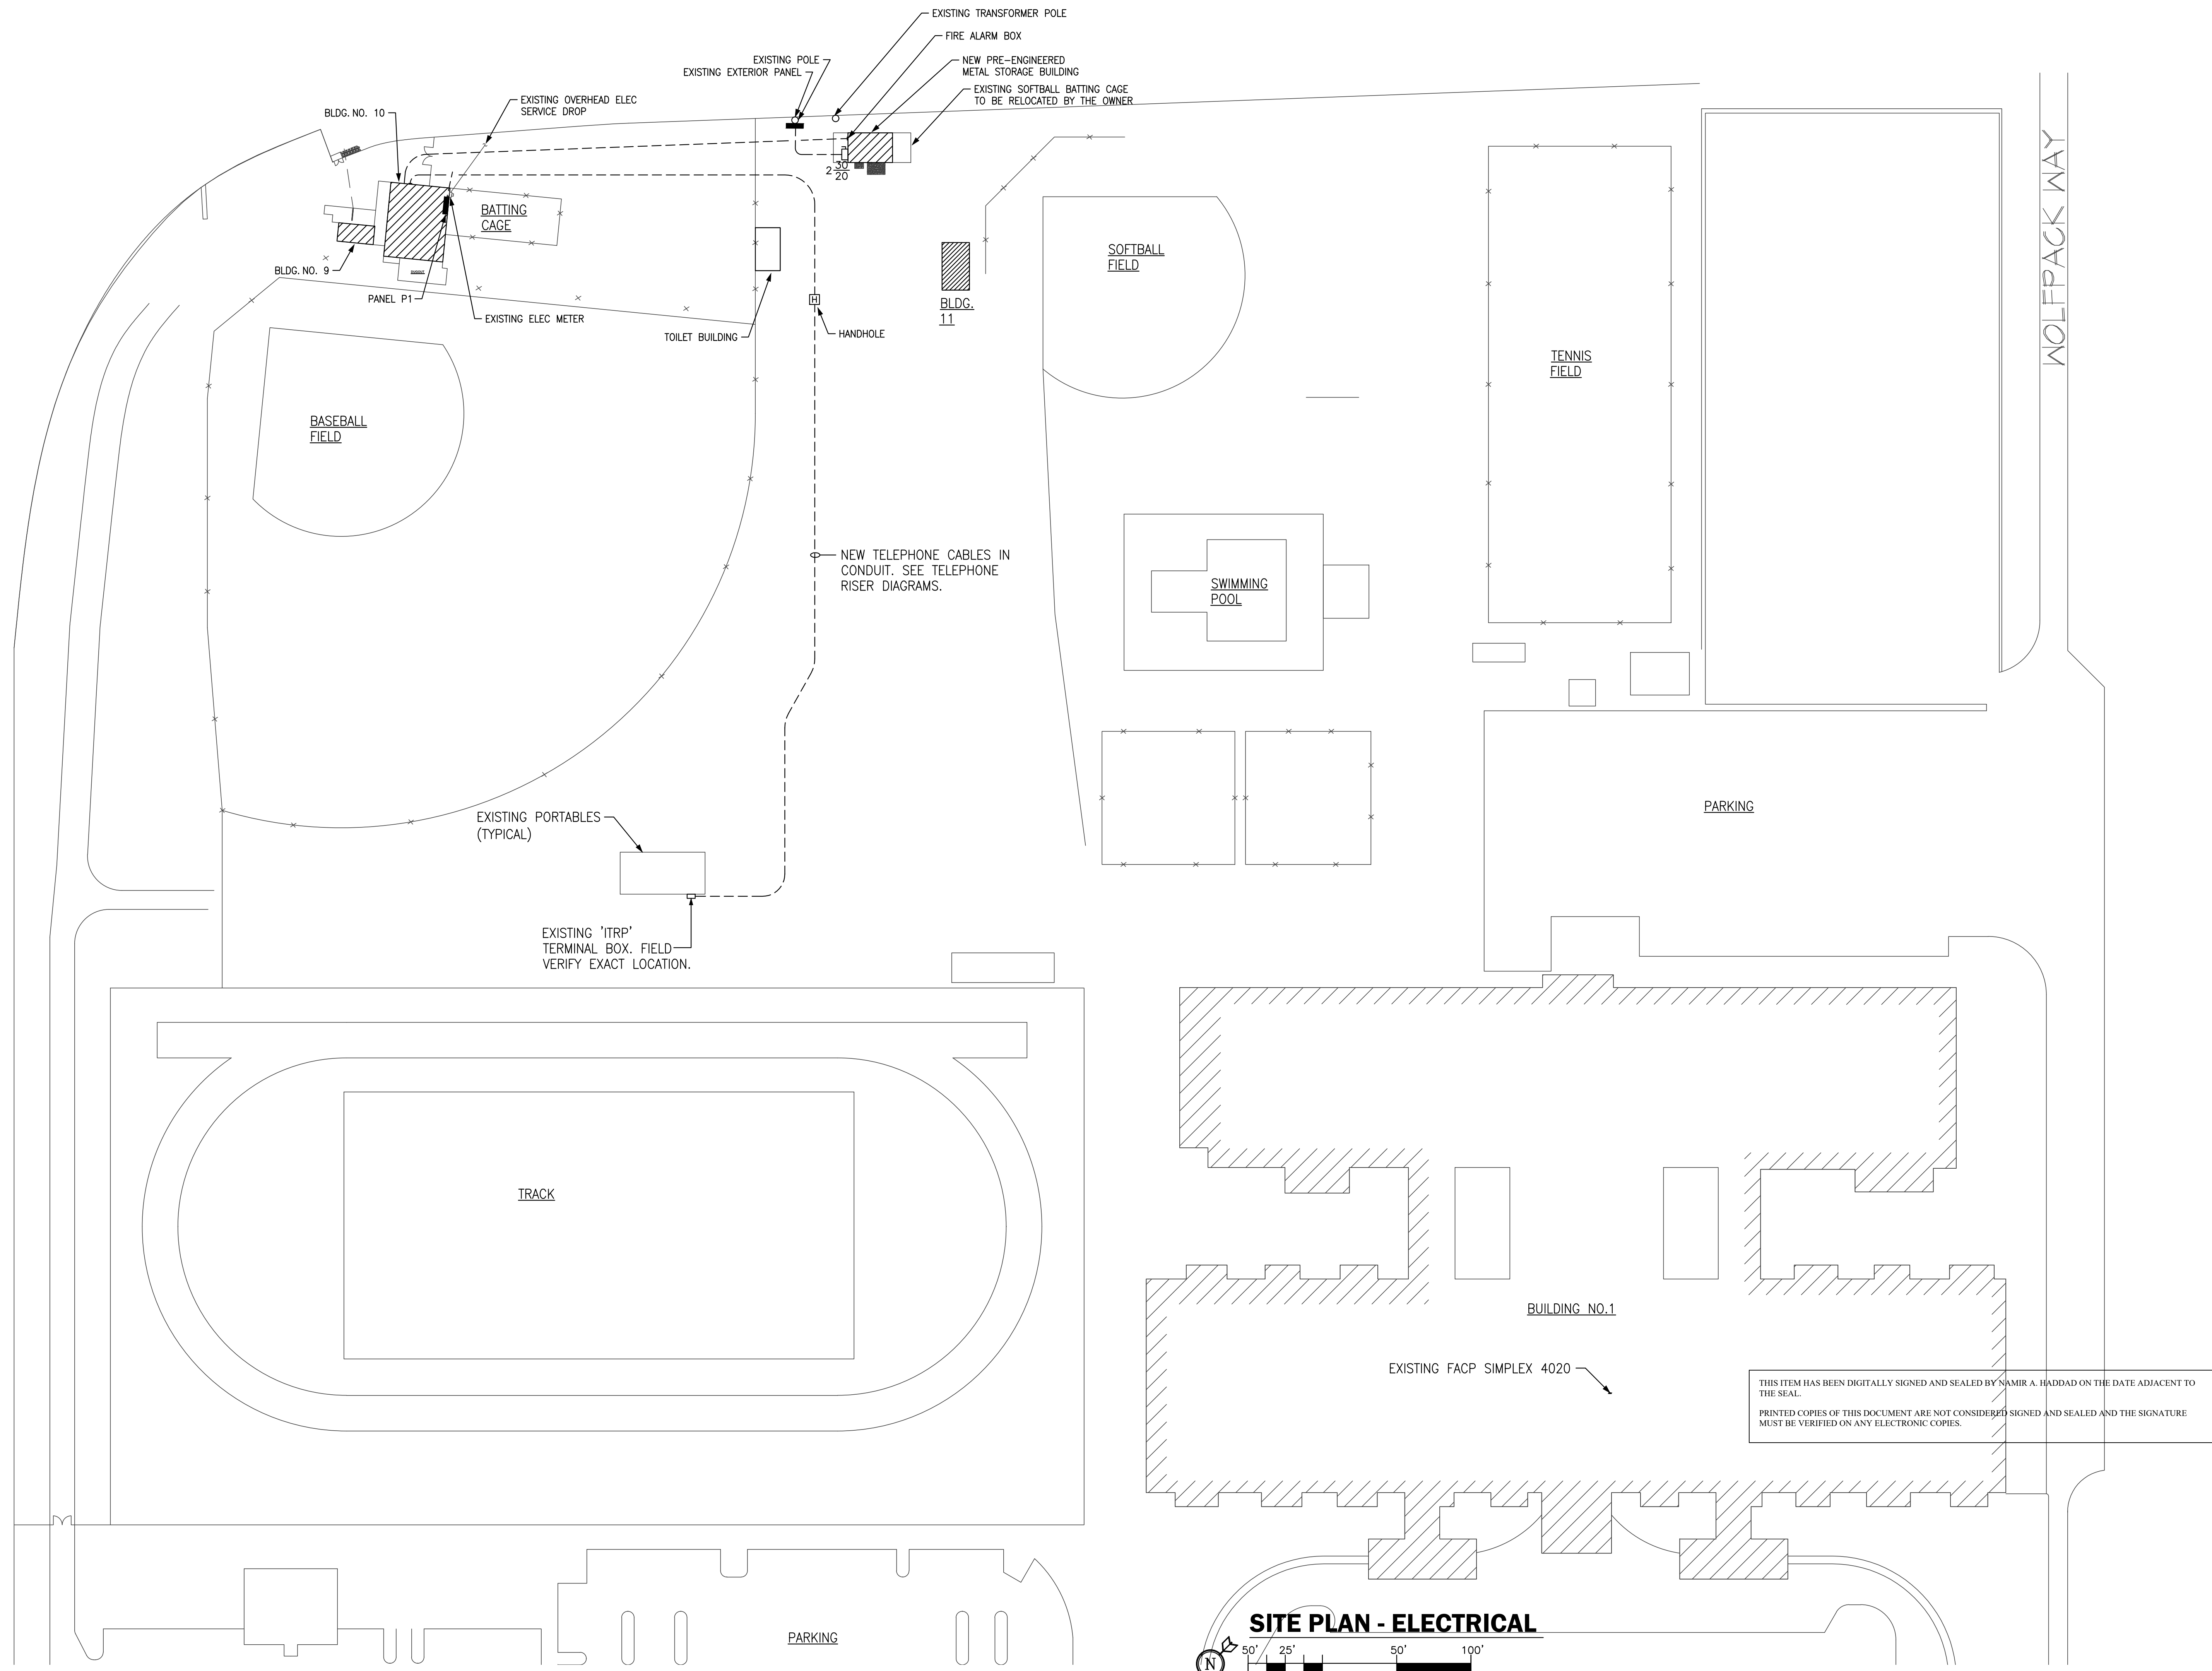 EXISTING TRANSFORMER POLE
FIRE ALARM BOX
EXISTING POLE
EXISTING EXTERIOR PANEL
NEW PRE-ENGINEERED
METAL STORAGE BUILDING
EXISTING SOFTBALL BATTING CAGE
TO BE RELOCATED BY THE OWNER
EXISTING OVERHEAD ELEC
SERVICE DROP
BLDG. NO. 10
2 30
20
BATTING
CAGE
BLDG. NO. 9
PANEL P1
EXISTING ELEC METER
TOILET BUILDING
H
HANDHOLE
BLDG.
11
SOFTBALL
FIELD
TENNIS
FIELD
WOLFPACK WAY
BASEBALL
FIELD
NEW TELEPHONE CABLES IN
CONDUIT. SEE TELEPHONE
RISER DIAGRAMS.
SWIMMING
POOL
EXISTING PORTABLES
(TYPICAL)
PARKING
EXISTING 'ITRP'
TERMINAL BOX. FIELD
VERIFY EXACT LOCATION.
TRACK
BUILDING NO.1
EXISTING FACP SIMPLEX 4020
THIS ITEM HAS BEEN DIGITALLY SIGNED AND SEALED BY NAMIR A. HADDAD ON THE DATE ADJACENT TO
THE SEAL.
PRINTED COPIES OF THIS DOCUMENT ARE NOT CONSIDERED SIGNED AND SEALED AND THE SIGNATURE
MUST BE VERIFIED ON ANY ELECTRONIC COPIES.
PARKING
SITE PLAN - ELECTRICAL
N
50' 25' 50' 100'